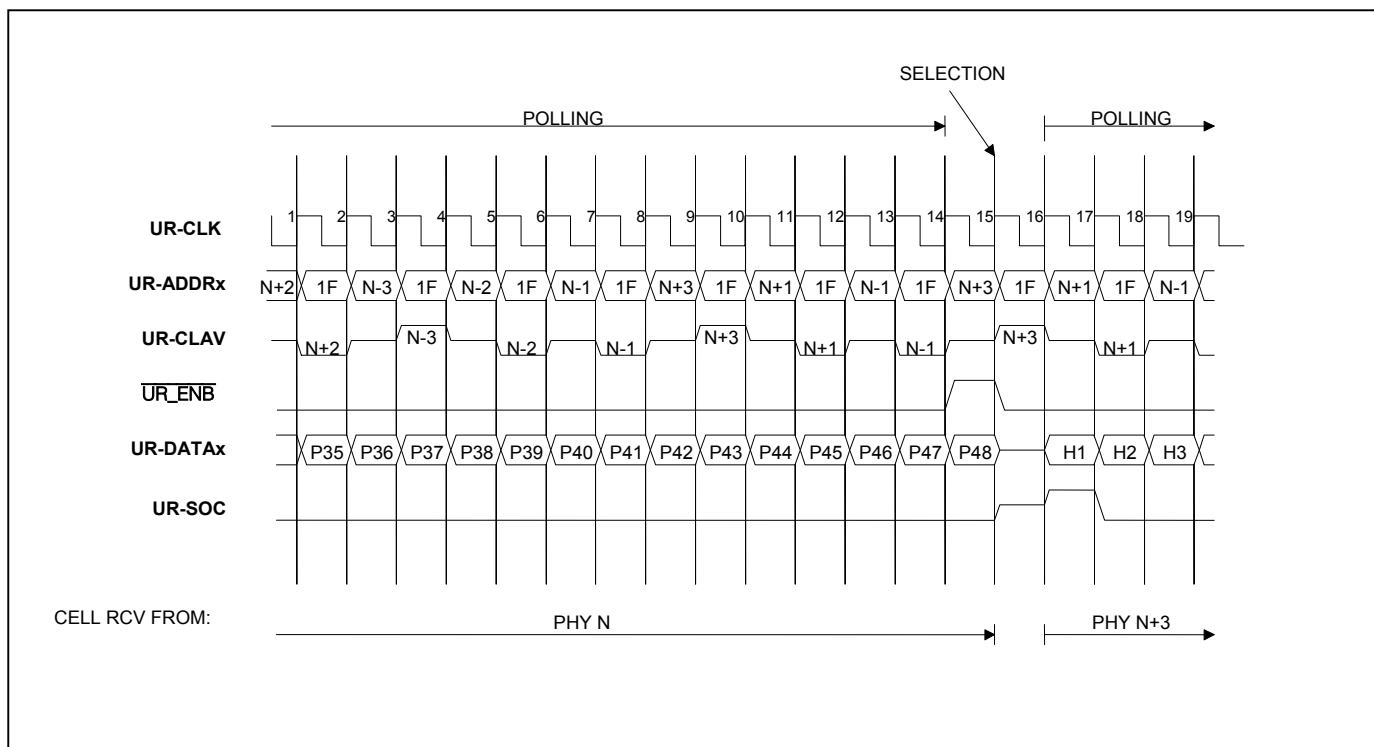 SELECTION
POLLING POLLING
UR-CLK 1 2 3 4 5 6 7 8 9 10 11 12 13 14 15 16 17 18 19
UR-ADDRx N+2 1F N-3 1F N-2 1F N-1 1F N+3 1F N+1 1F N-1 1F N+3 1F N+1 1F N-1
UR-CLAV N+2 N-3 N-2 N-1 N+3 N+1 N-1 N+3 N+1
UR_ENB
UR-DATAx P35 P36 P37 P38 P39 P40 P41 P42 P43 P44 P45 P46 P47 P48 H1 H2 H3
UR-SOC
CELL RCV FROM: PHY N PHY N+3